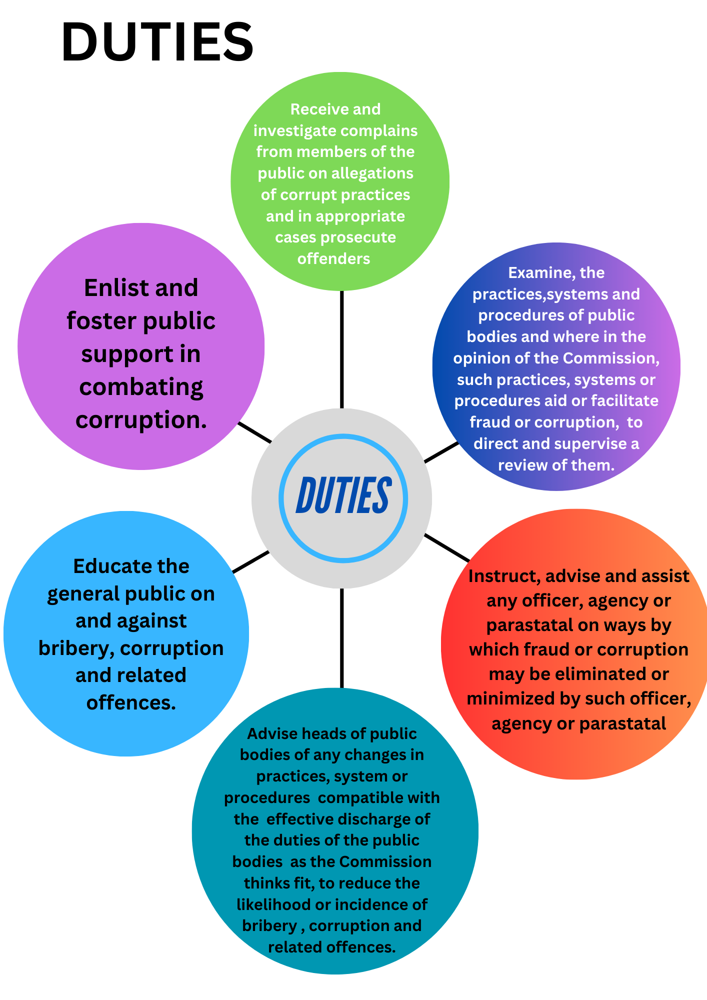 DUTIES
Receive and
investigate complains
from members of the
public on allegations
of corrupt practices
and in appropriate
cases prosecute
offenders
Examine, the
practices,systems and
procedures of public
bodies and where in the
opinion of the Commission,
such practices, systems or
procedures aid or facilitate
fraud or corruption,  to
direct and supervise a
review of them.
Instruct, advise and assist
any officer, agency or
parastatal on ways by
which fraud or corruption
may be eliminated or
minimized by such officer,
agency or parastatal
Advise heads of public
bodies of any changes in
practices, system or
procedures  compatible with
the  effective discharge of
the duties of the public
bodies  as the Commission
thinks fit, to reduce the
likelihood or incidence of
bribery , corruption and
related offences.
Educate the
general public on
and against
bribery, corruption
and related
offences.
Enlist and
foster public
support in
combating
corruption.
DUTIES